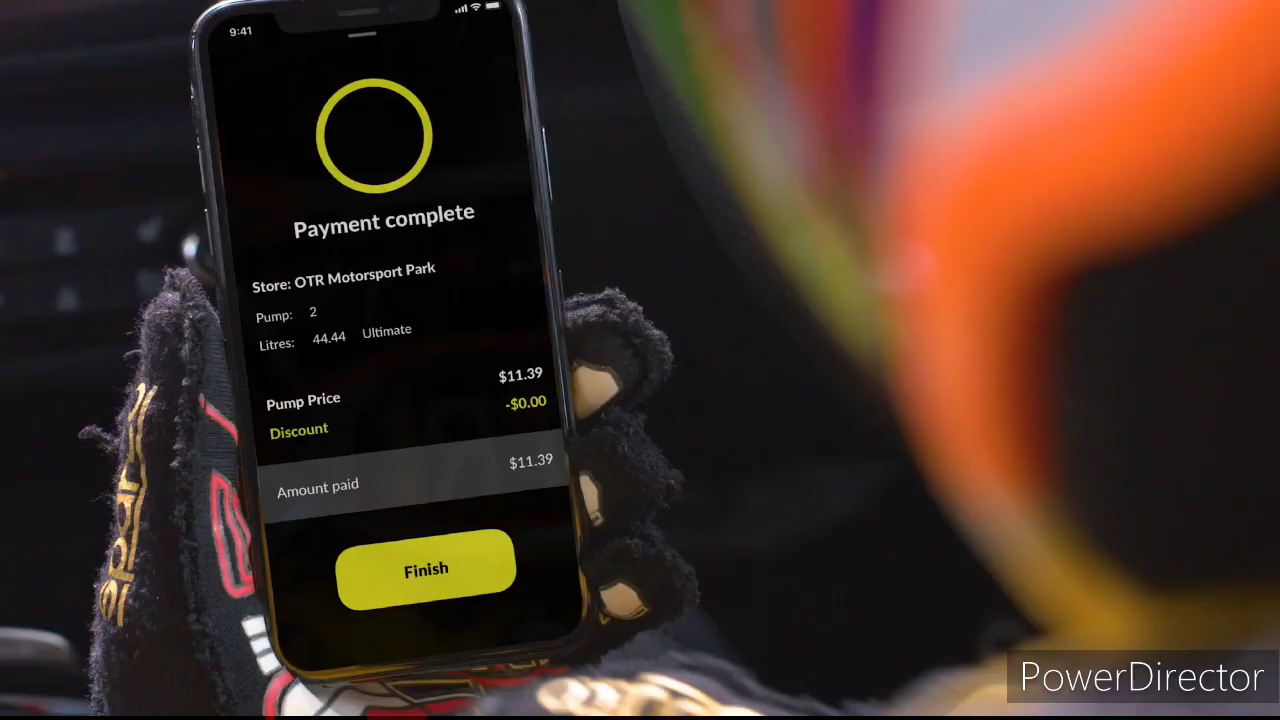 9:41
Payment complete
Store: OTR Motorsport Park
Pump: 2
Litres: 44.44 Ultimate
Pump Price $11.39
Discount -$0.00
Amount paid $11.39
Finish
PowerDirector